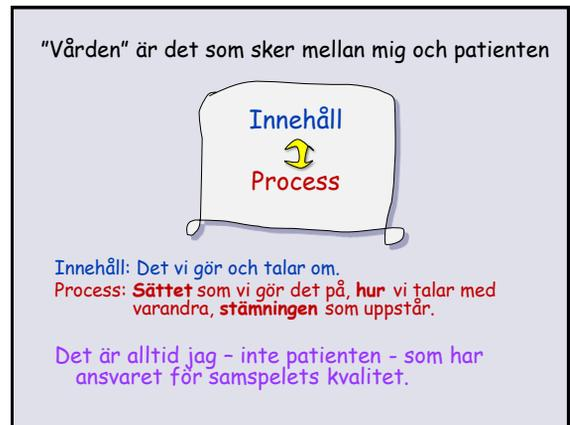 ”Vården” är det som sker mellan mig och patienten
Innehåll
Process
Innehåll: Det vi gör och talar om.
Process: Sättet som vi gör det på, hur vi talar med
varandra, stämningen som uppstår.
Det är alltid jag – inte patienten - som har
ansvaret för samspelets kvalitet.